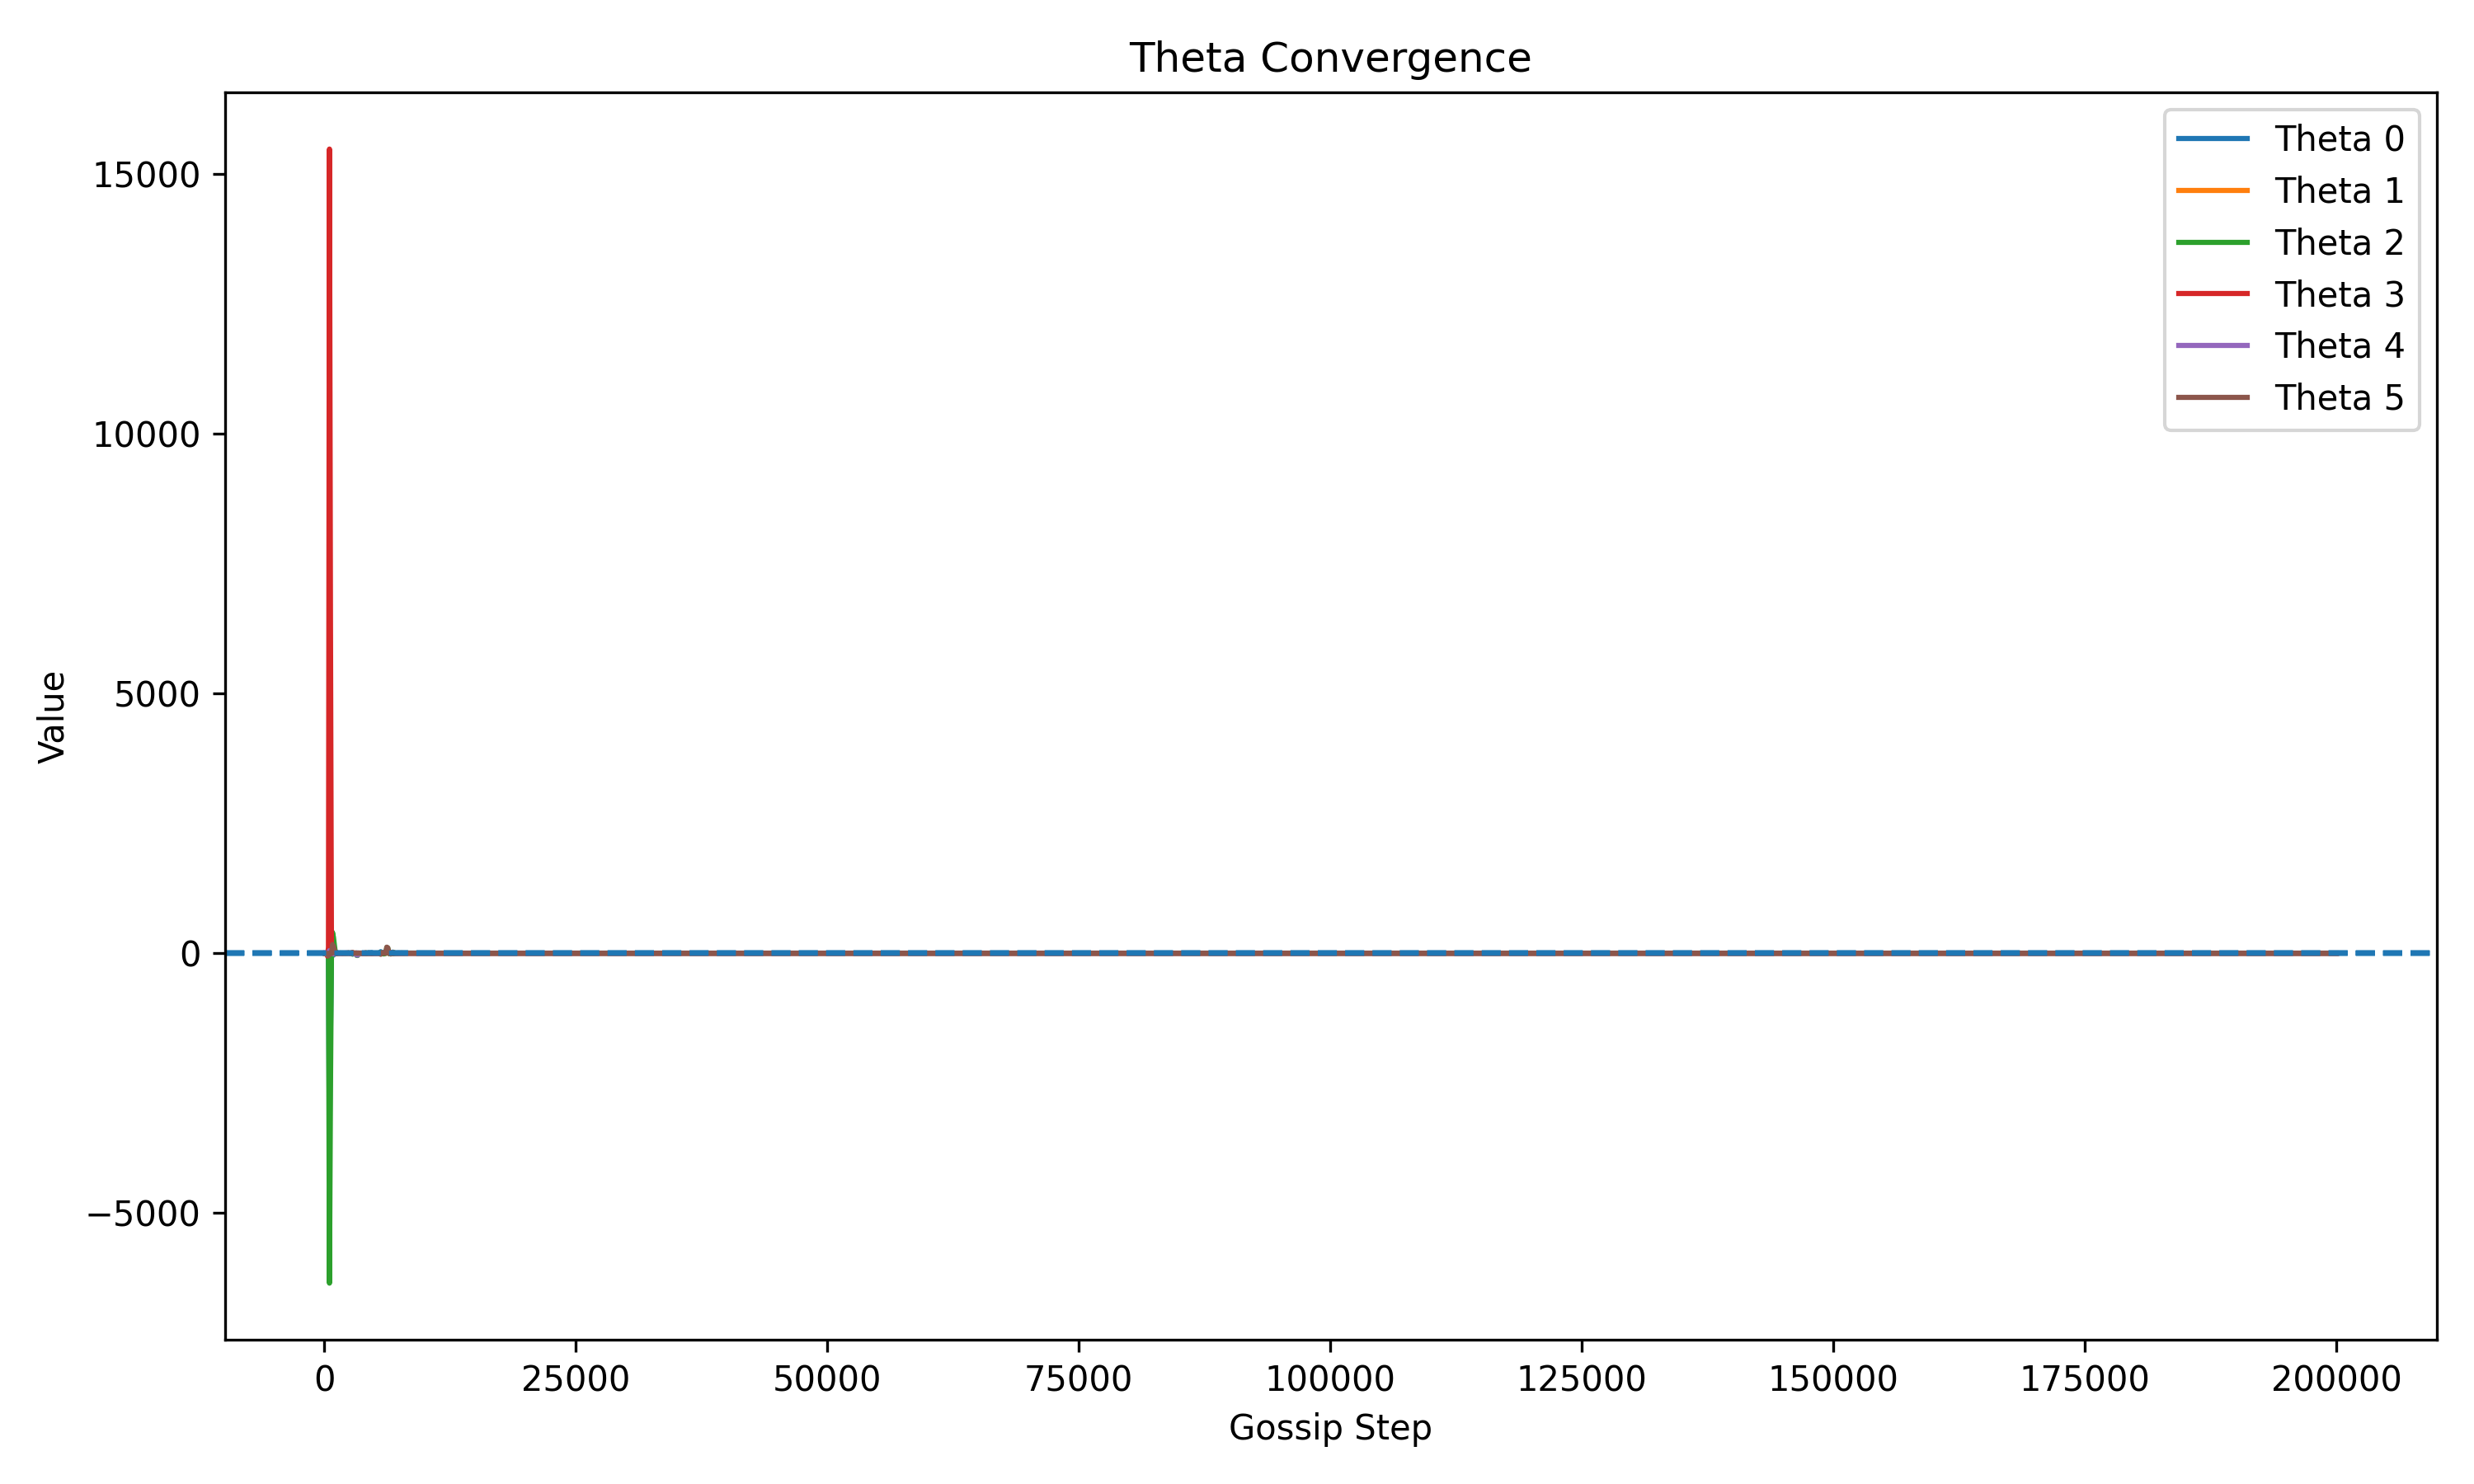 Theta Convergence
Theta 0
Theta 1
Theta 2
Theta 3
Theta 4
Theta 5
15000
10000
5000
0
−5000
Value
0 25000 50000 75000 100000 125000 150000 175000 200000
Gossip Step